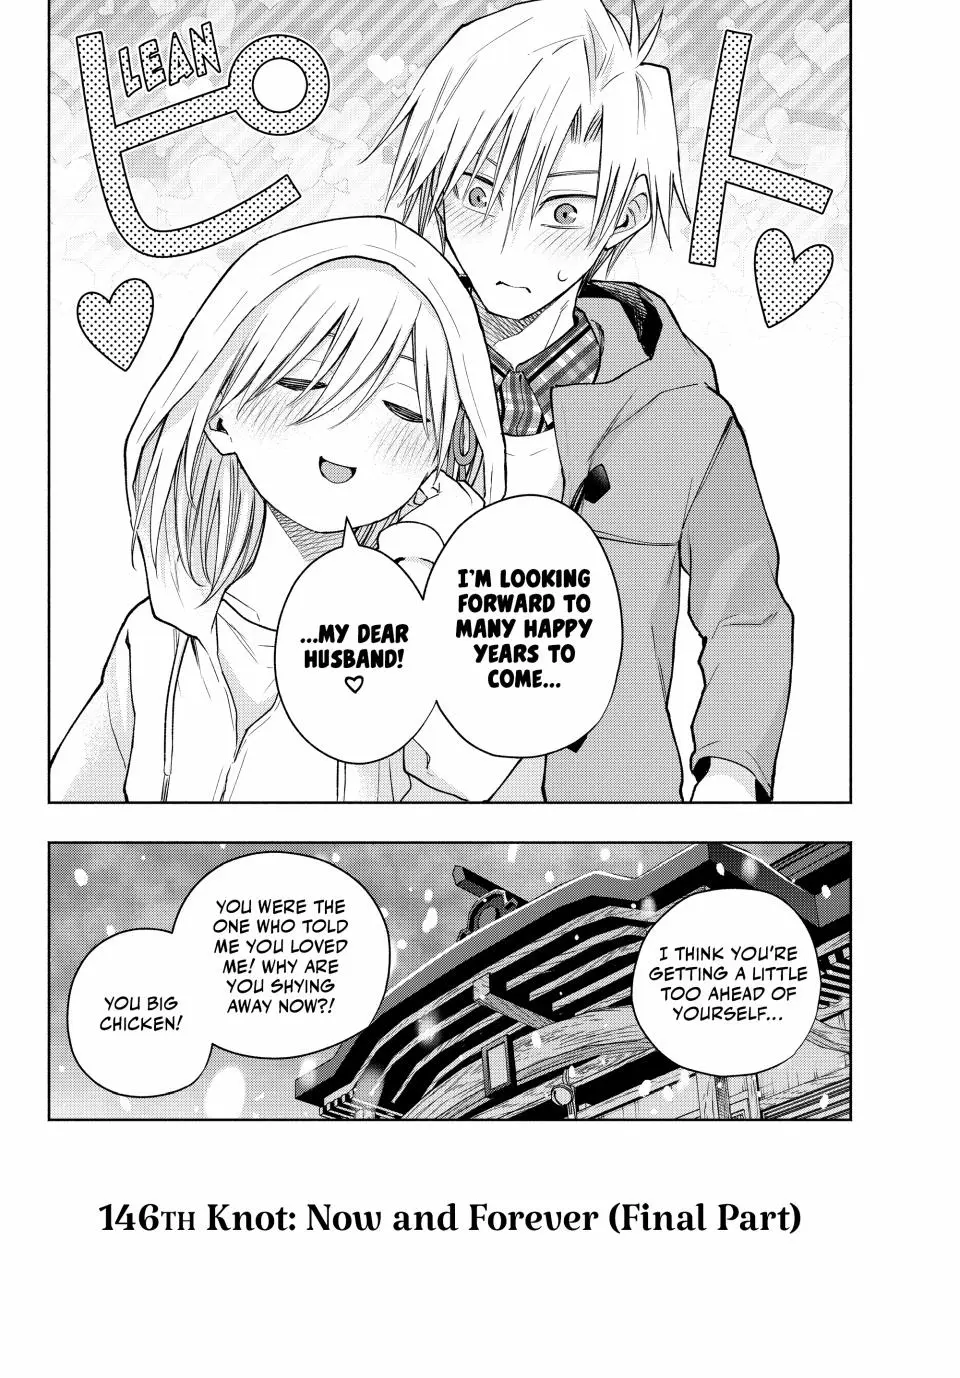 LEAN
ピト
I'M LOOKING
FORWARD TO
MANY HAPPY
YEARS TO
COME...
...MY DEAR
HUSBAND!
♡
I THINK YOU'RE
GETTING A LITTLE
TOO AHEAD OF
YOURSELF...
YOU WERE THE
ONE WHO TOLD
ME YOU LOVED
ME! WHY ARE
YOU SHYING
AWAY NOW?!
YOU BIG
CHICKEN!
146TH Knot: Now and Forever (Final Part)